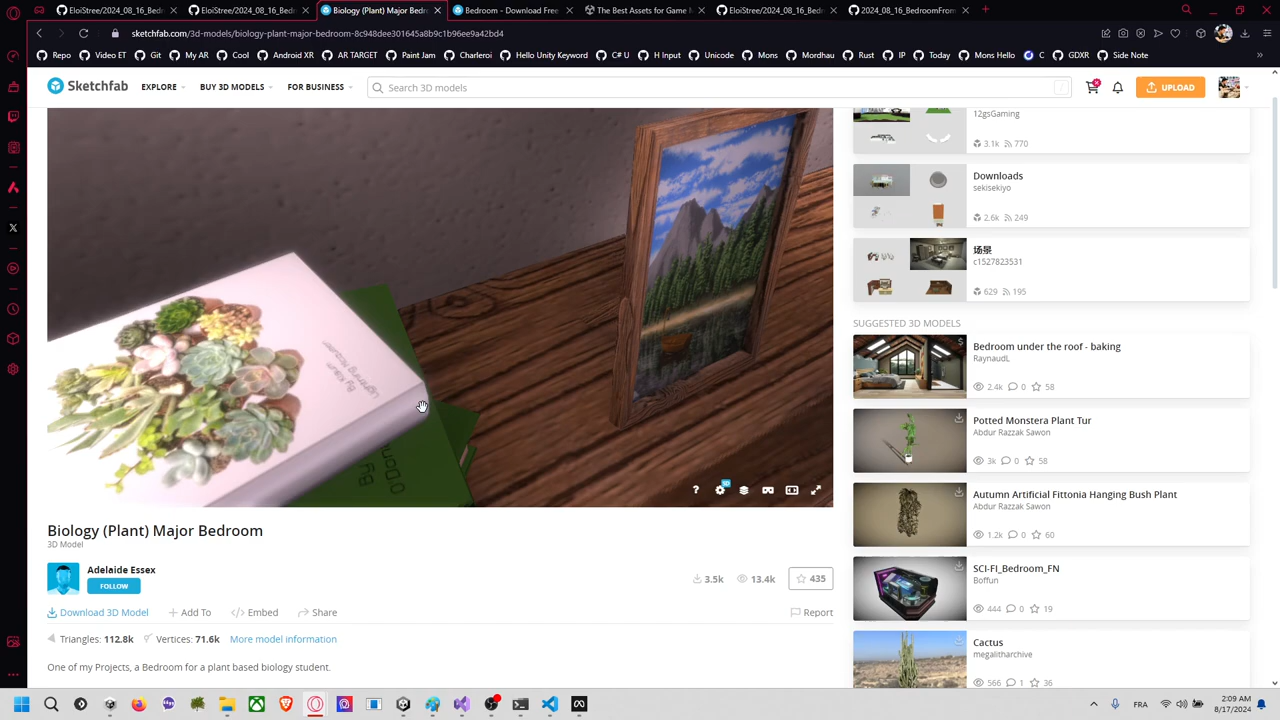 EloiStree/2024_08_16_Bed
EloiStree/2024_08_16_Bed
Biology (Plant) Major Bed
Bedroom – Download Free
The Best Assets for Game M
EloiStree/2024_08_16_Bed
EloiStree/2024_08_16_BedroomFrom
sketchfab.com/3d-models/biology-plant-major-bedroom-8c948dee301645a8b9c1b96ee9a42bd4
Repo
Video ET
Git
My AR
Cool
Android XR
AR TARGET
Paint Jam
Charleroi
Hello Unity Keyword
C# U
H Input
Unicode
Mons
Mordhau
Rust
IP
Today
Mons Hello
C
GDXR
Side Note
Sketchfab
EXPLORE
BUY 3D MODELS
FOR BUSINESS
Search 3D models
/
UPLOAD
12gsGaming
3.1k 770
Downloads
sekisekiyo
2.6k 249
场景
c1527823531
629 195
SUGGESTED 3D MODELS
Bedroom under the roof - baking
RaynaudL
2.4k 0 58
Potted Monstera Plant Tur
Abdur Razzak Sawon
3k 0 58
Autumn Artificial Fittonia Hanging Bush Plant
Abdur Razzak Sawon
1.2k 0 60
SCI-FI_Bedroom_FN
Boffun
444 0 19
Cactus
megalitharchive
566 1 36
? HD
Biology (Plant) Major Bedroom
3D Model
Adelaide Essex
FOLLOW
3.5k 13.4k 435
Download 3D Model
Add To
Embed
Share
Report
Triangles: 112.8k Vertices: 71.6k More model information
One of my Projects, a Bedroom for a plant based biology student.
FRA
2:09 AM
8/17/2024